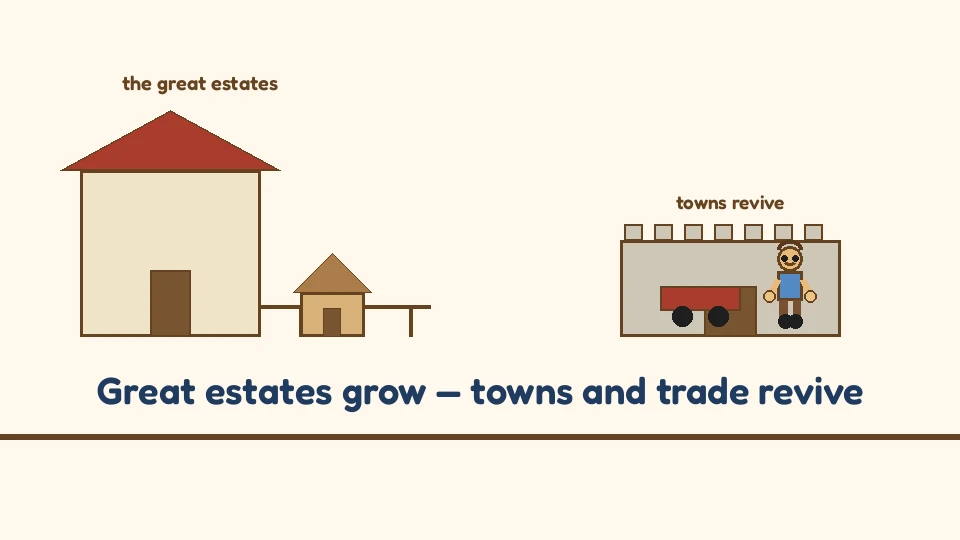 the great estates
towns revive
Great estates grow — towns and trade revive